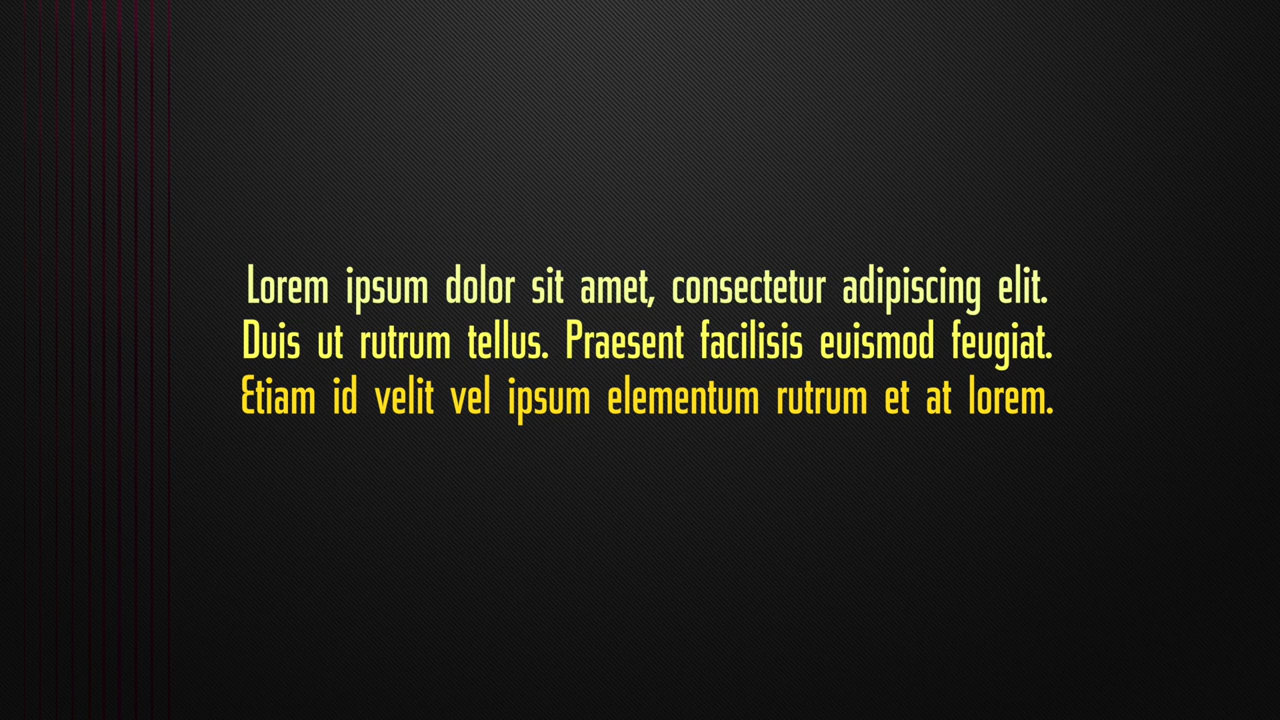 Lorem ipsum dolor sit amet, consectetur adipiscing elit.
Duis ut rutrum tellus. Praesent facilisis euismod feugiat.
Etiam id velit vel ipsum elementum rutrum et at lorem.